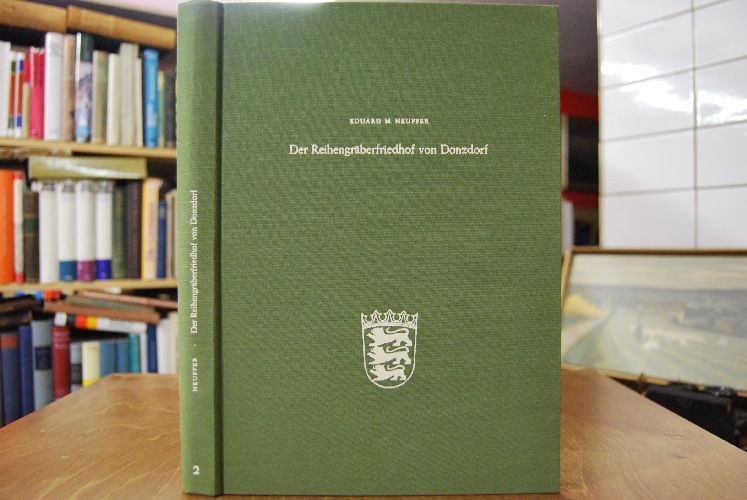 EDUARD M. NEUFFER
Der Reihengräberfriedhof von Donzdorf
NEUFFER · Der Reihengräberfriedhof von Donzdorf
2